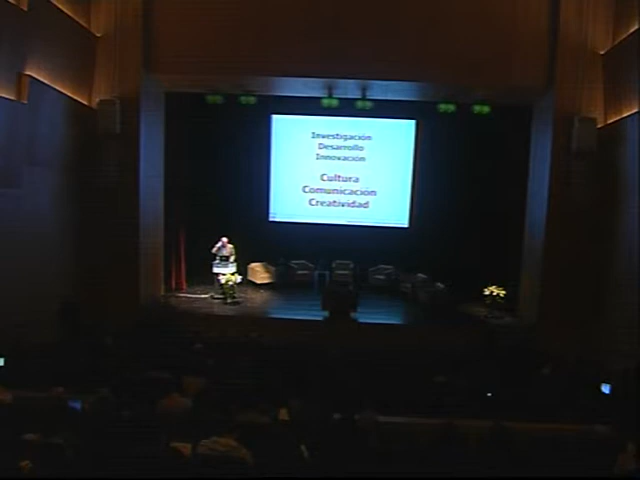 Investigación
Desarrollo
Innovación
Cultura
Comunicación
Creatividad